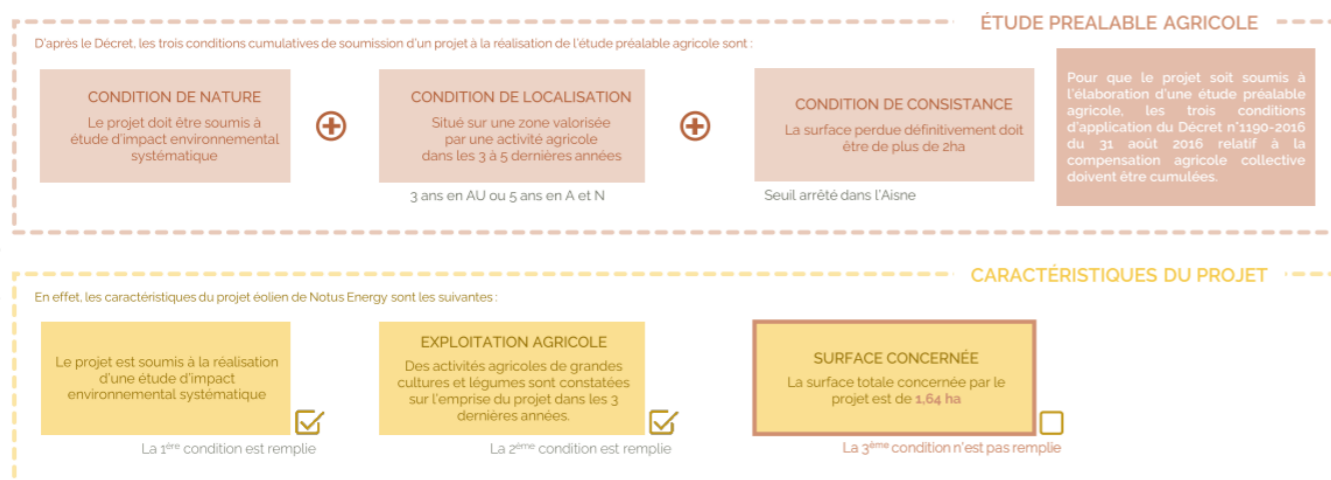 ÉTUDE PREALABLE AGRICOLE
D'après le Décret, les trois conditions cumulatives de soumission d'un projet à la réalisation de l'étude préalable agricole sont :
CONDITION DE NATURE
Le projet doit être soumis à
étude d'impact environnemental
systématique
CONDITION DE LOCALISATION
Situé sur une zone valorisée
par une activité agricole
dans les 3 à 5 dernières années
3 ans en AU ou 5 ans en A et N
CONDITION DE CONSISTANCE
La surface perdue définitivement doit
être de plus de 2ha
Seuil arrêté dans l'Aisne
Pour que le projet soit soumis à
l'élaboration d'une étude préalable
agricole, les trois conditions
d'application du Décret n°1190-2016
du 31 août 2016 relatif à la
compensation agricole collective
doivent être cumulées.
CARACTÉRISTIQUES DU PROJET
En effet, les caractéristiques du projet éolien de Notus Energy sont les suivantes :
Le projet est soumis à la réalisation
d'une étude d'impact
environnemental systématique
La 1ère condition est remplie
EXPLOITATION AGRICOLE
Des activités agricoles de grandes
cultures et légumes sont constatées
sur l'emprise du projet dans les 3
dernières années.
La 2ème condition est remplie
SURFACE CONCERNÉE
La surface totale concernée par le
projet est de 1,64 ha
La 3ème condition n'est pas remplie